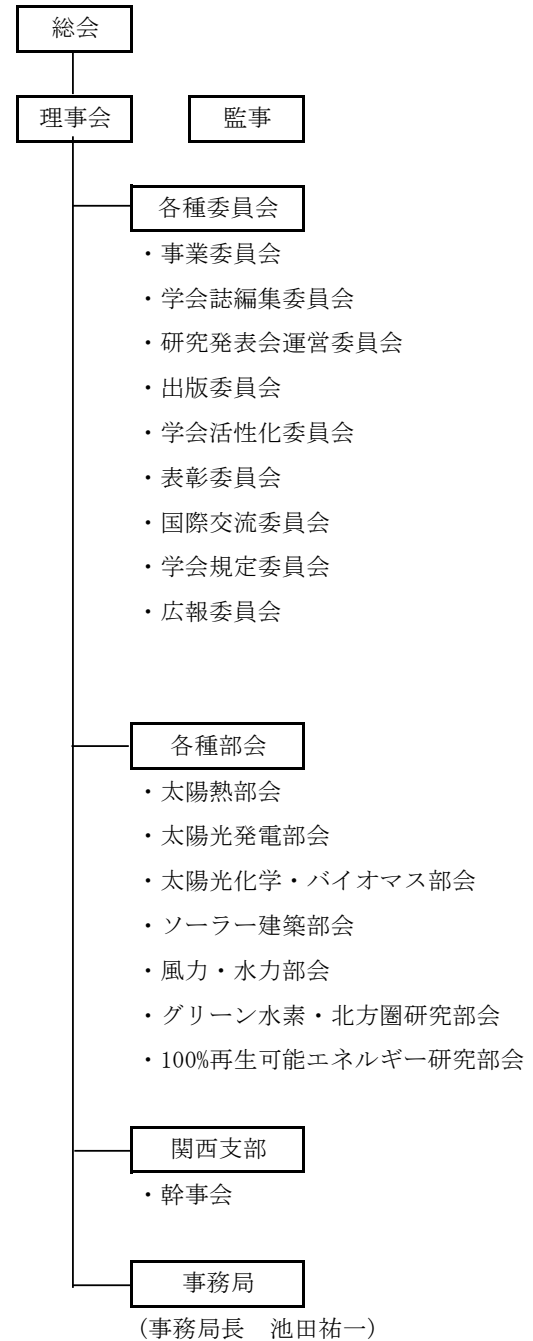 総会
理事会 監事
各種委員会
・事業委員会
・学会誌編集委員会
・研究発表会運営委員会
・出版委員会
・学会活性化委員会
・表彰委員会
・国際交流委員会
・学会規定委員会
・広報委員会
各種部会
・太陽熱部会
・太陽光発電部会
・太陽光化学・バイオマス部会
・ソーラー建築部会
・風力・水力部会
・グリーン水素・北方圏研究部会
・100%再生可能エネルギー研究部会
関西支部
・幹事会
事務局
(事務局長　池田祐一)